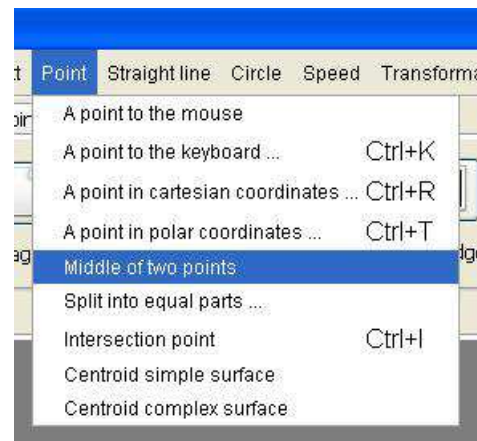 Point Straight line Circle Speed
A point to the mouse
A point to the keyboard ... Ctrl+K
A point in cartesian coordinates ... Ctrl+R
A point in polar coordinates ... Ctrl+T
Middle of two points
Split into equal parts ...
Intersection point Ctrl+I
Centroid simple surface
Centroid complex surface